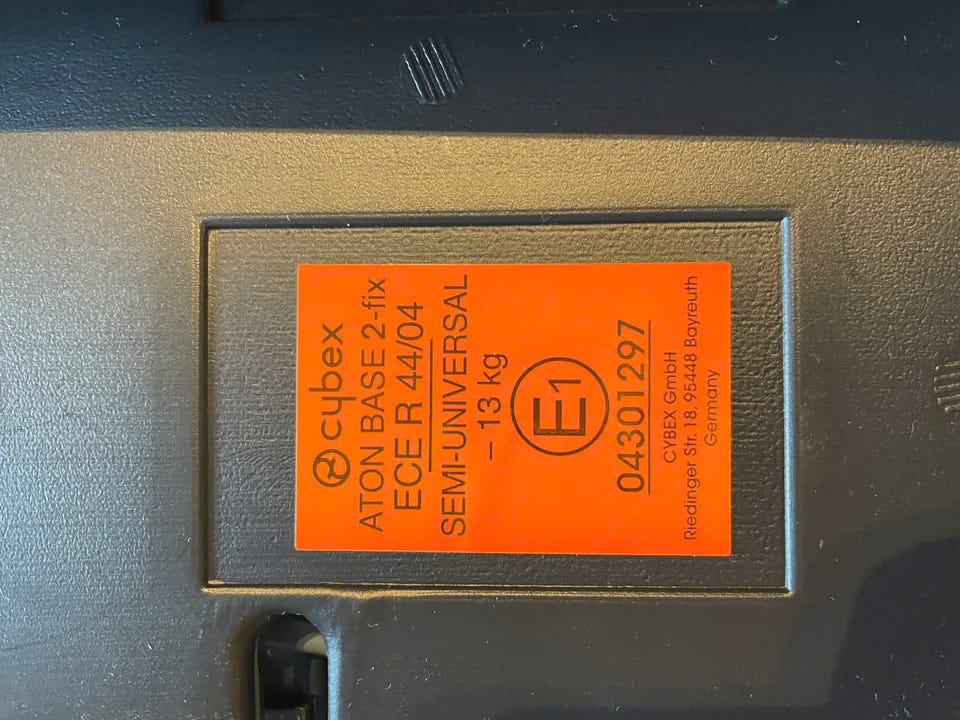 cybex
ATON BASE 2-fix
ECE R 44/04
SEMI-UNIVERSAL
– 13 kg
E1
04301297
CYBEX GmbH
Riedinger Str. 18, 95448 Bayreuth
Germany